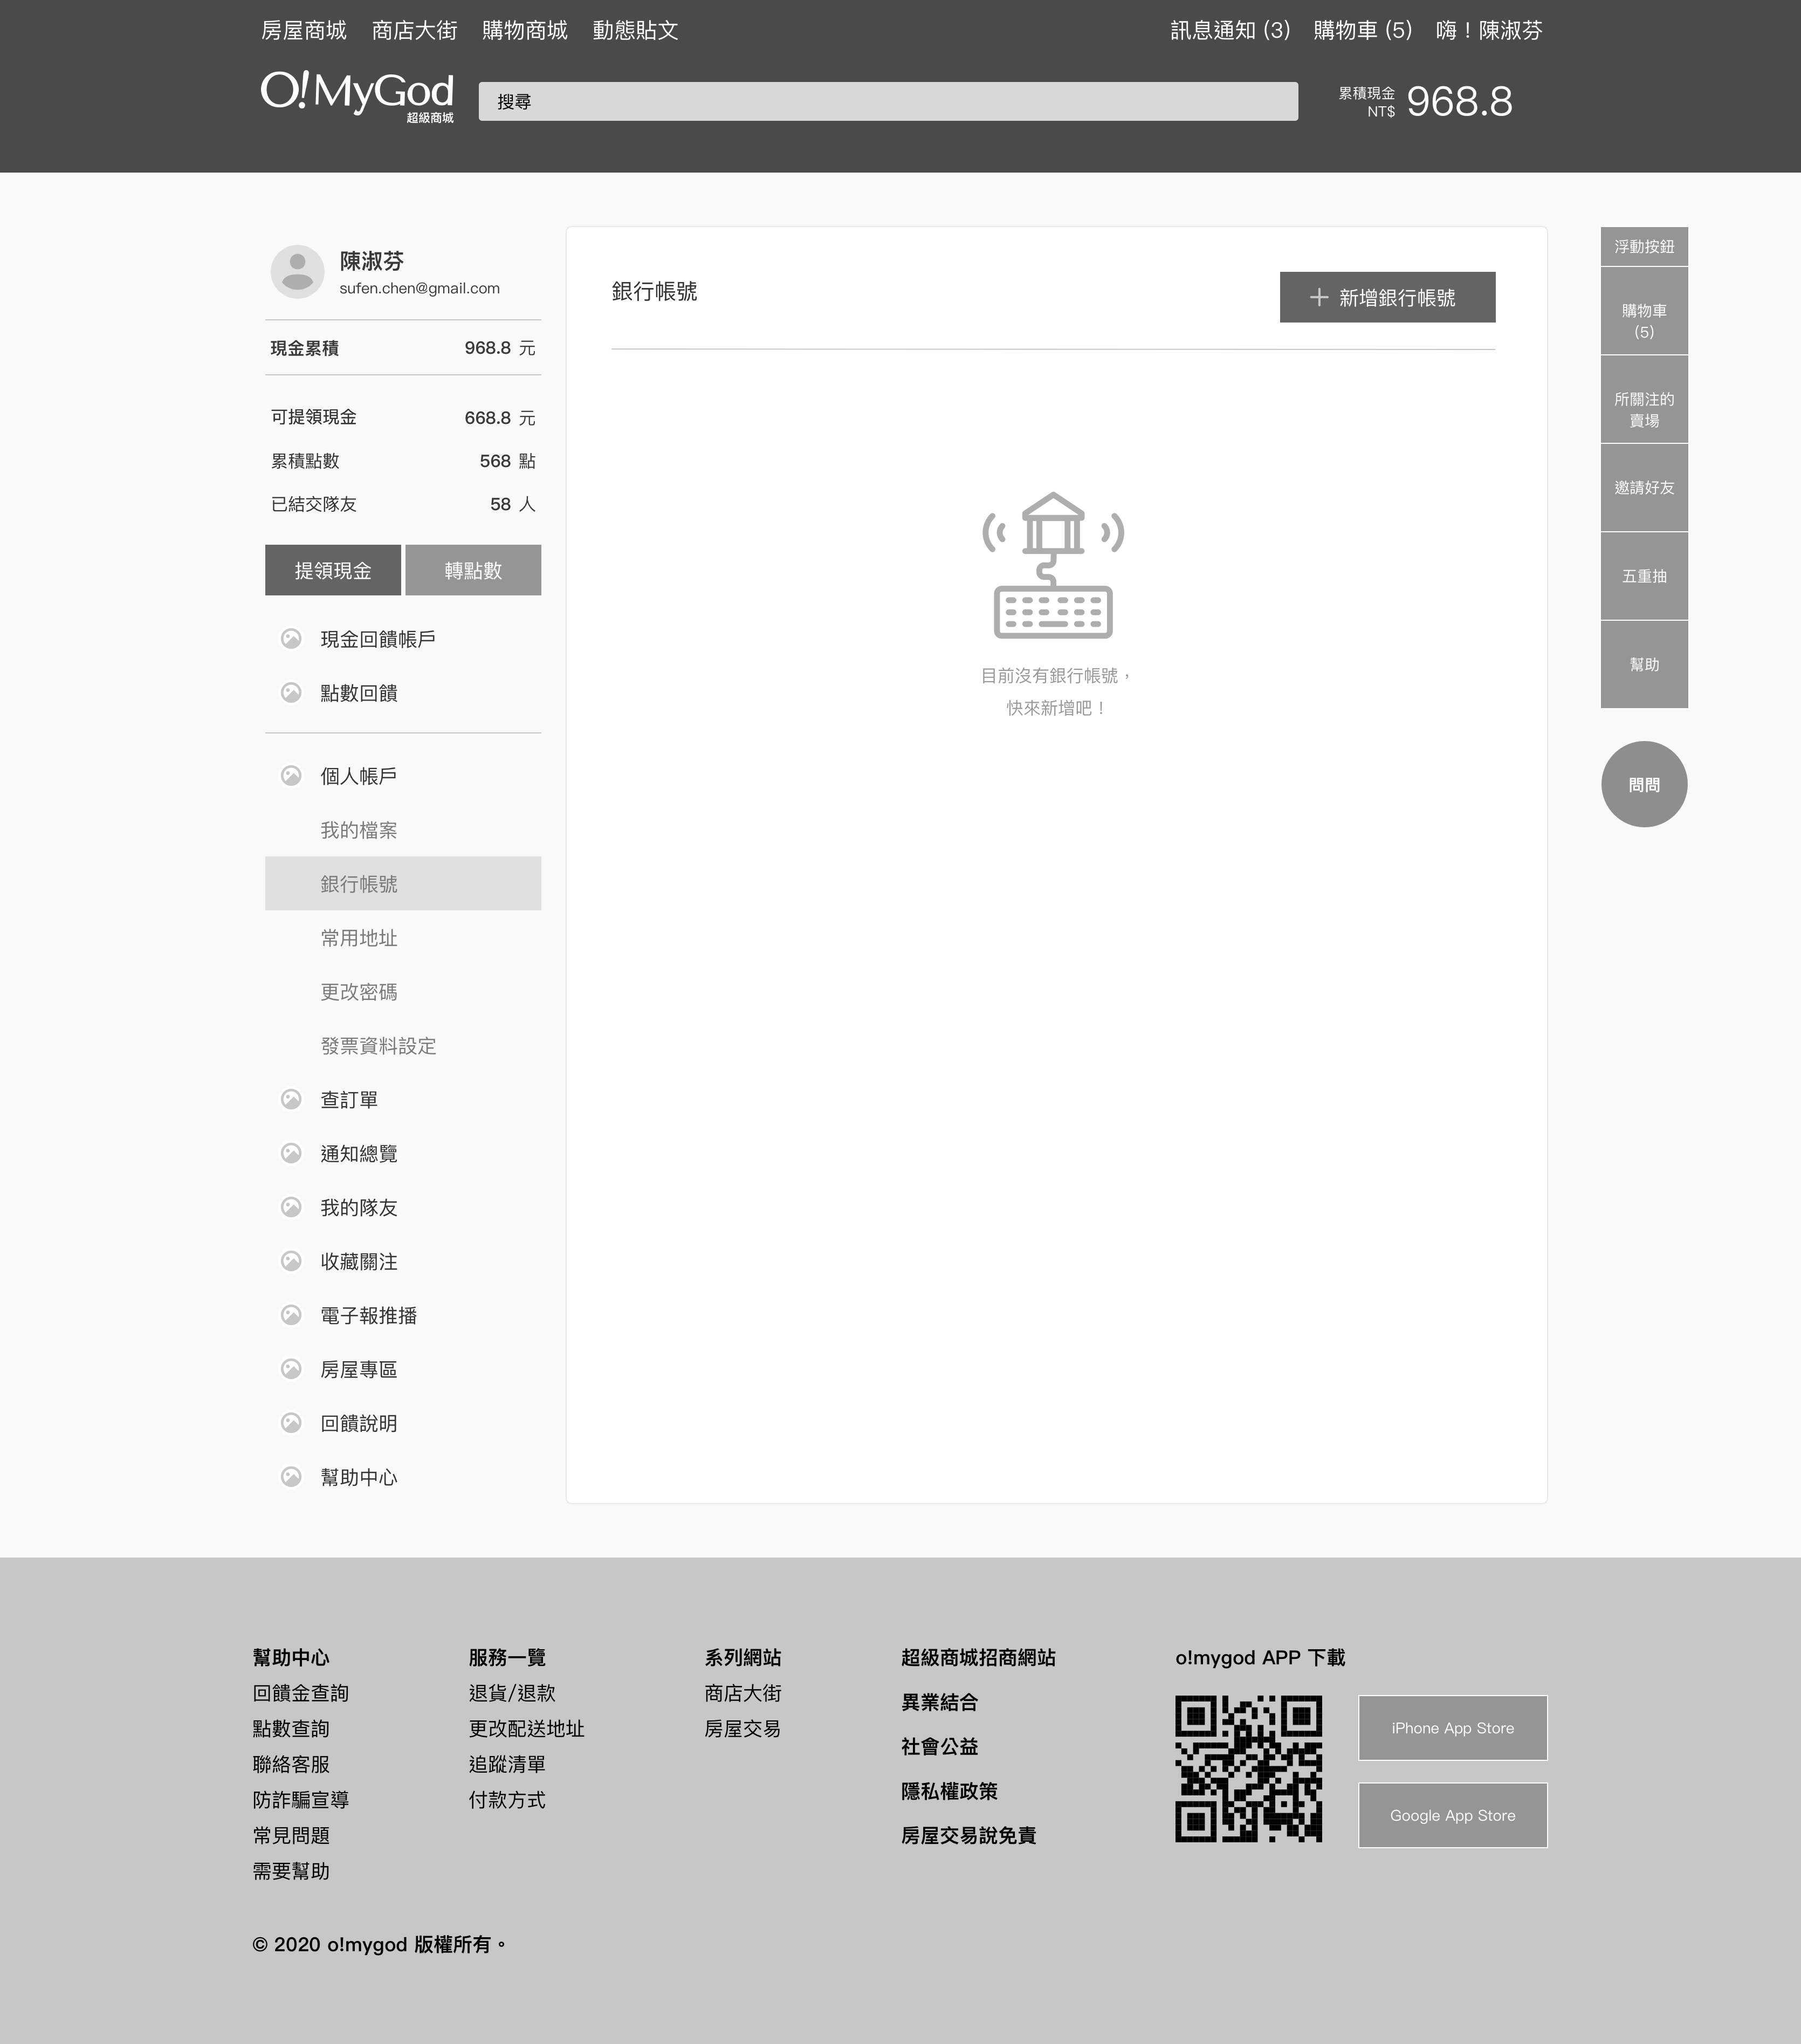 房屋商城 商店大街 購物商城 動態貼文 訊息通知 (3) 購物車 (5) 嗨！陳淑芬
O!MyGod
超級商城
搜尋
累積現金
NT$
968.8
陳淑芬
sufen.chen@gmail.com
現金累積 968.8 元
可提領現金 668.8 元
累積點數 568 點
已結交隊友 58 人
提領現金 轉點數
現金回饋帳戶
點數回饋
個人帳戶
我的檔案
銀行帳號
常用地址
更改密碼
發票資料設定
查訂單
通知總覽
我的隊友
收藏關注
電子報推播
房屋專區
回饋說明
幫助中心
銀行帳號
＋ 新增銀行帳號
目前沒有銀行帳號，
快來新增吧！
浮動按鈕
購物車
(5)
所關注的
賣場
邀請好友
五重抽
幫助
問問
幫助中心
回饋金查詢
點數查詢
聯絡客服
防詐騙宣導
常見問題
需要幫助
服務一覽
退貨/退款
更改配送地址
追蹤清單
付款方式
系列網站
商店大街
房屋交易
超級商城招商網站
異業結合
社會公益
隱私權政策
房屋交易說免責
o!mygod APP 下載
iPhone App Store
Google App Store
© 2020 o!mygod 版權所有。